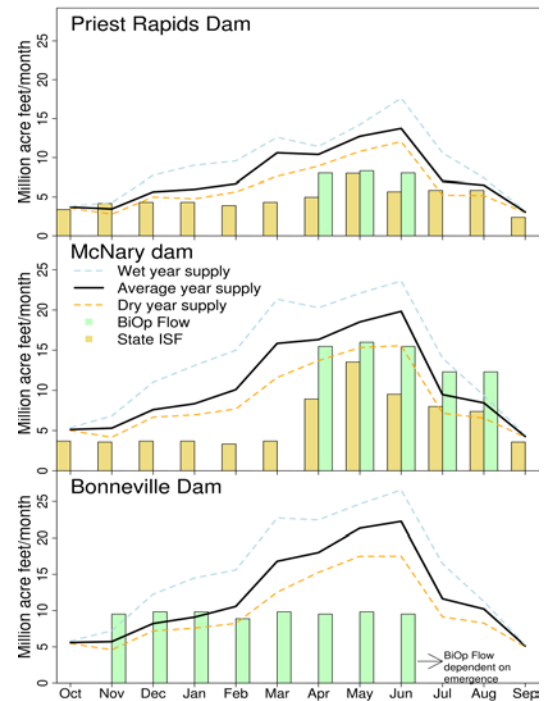 Priest Rapids Dam
Million acre feet/month
25
20
15
10
5
0
McNary dam
Wet year supply
Average year supply
Dry year supply
BiOp Flow
State ISF
Million acre feet/month
25
20
15
10
5
0
Bonneville Dam
Million acre feet/month
25
20
15
10
5
0
BiOp Flow
dependent on
emergence
Oct Nov Dec Jan Feb Mar Apr May Jun Jul Aug Sep